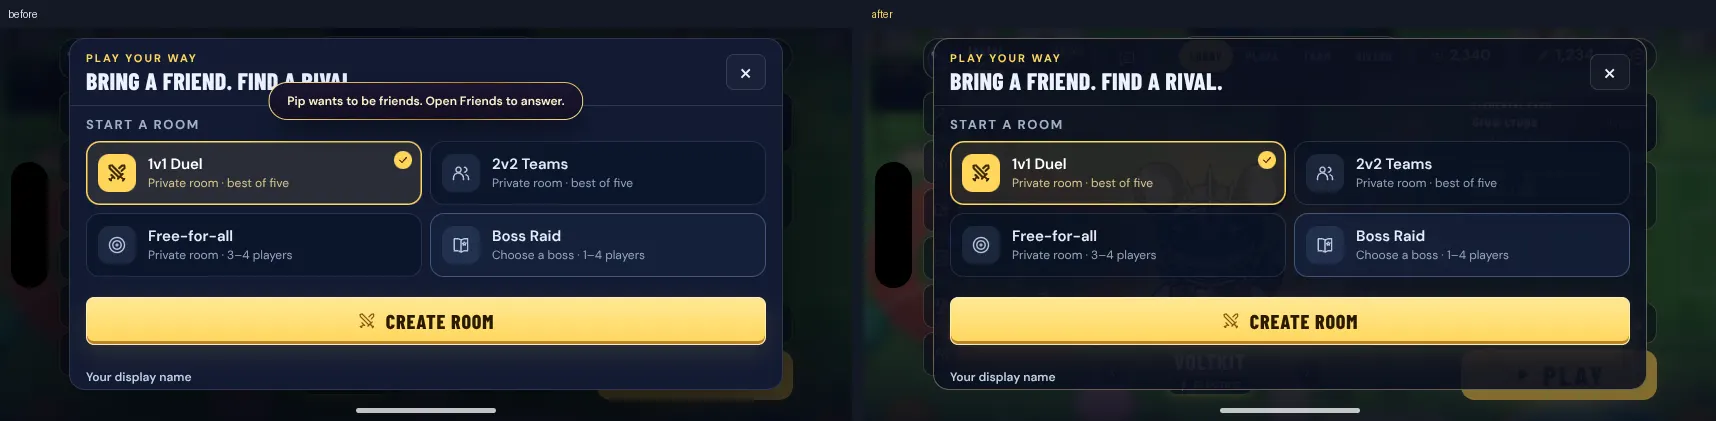 before
PLAY YOUR WAY
BRING A FRIEND. FIND A RIVAL
Pip wants to be friends. Open Friends to answer.
START A ROOM
1v1 Duel
Private room · best of five
2v2 Teams
Private room · best of five
Free-for-all
Private room · 3–4 players
Boss Raid
Choose a boss · 1–4 players
CREATE ROOM
Your display name
after
PLAY YOUR WAY
BRING A FRIEND. FIND A RIVAL.
2,340
1,234
START A ROOM
1v1 Duel
Private room · best of five
2v2 Teams
Private room · best of five
Free-for-all
Private room · 3–4 players
Boss Raid
Choose a boss · 1–4 players
CREATE ROOM
VOLTKIT
PLAY
Your display name